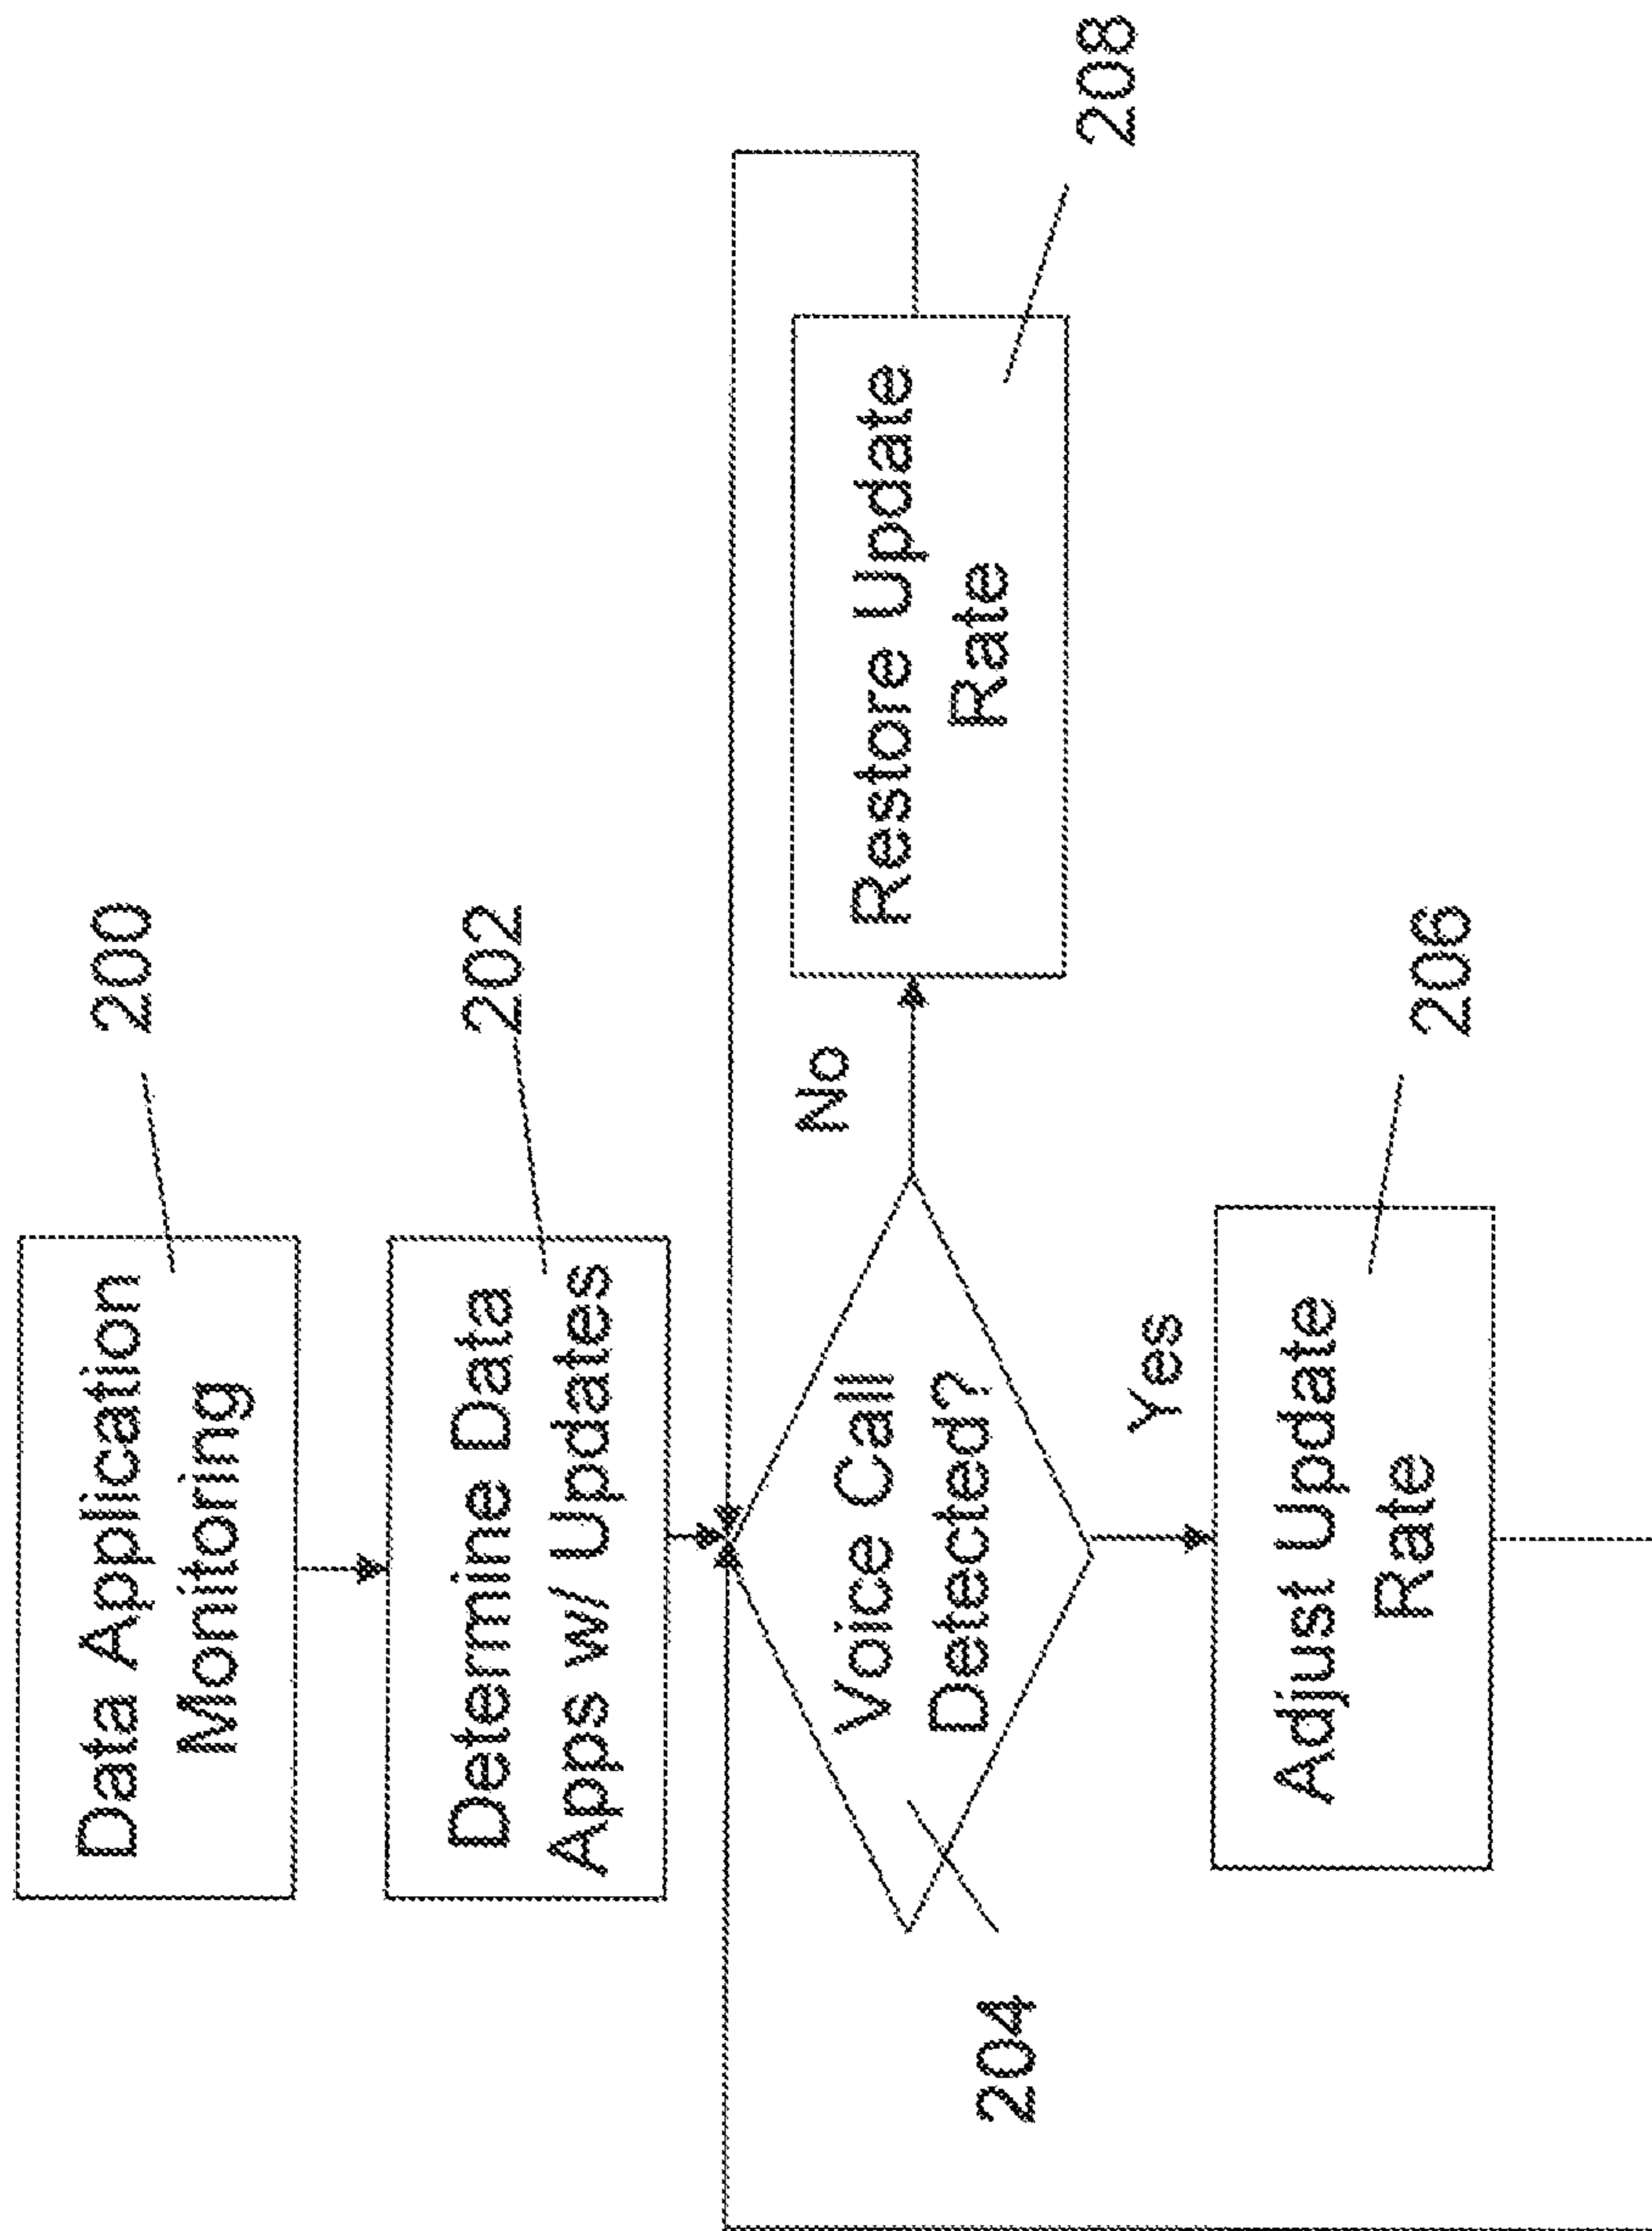 Data Application
Monitoring
200
Determine Data
Apps w/ Updates
202
Voice Call
Detected?
204
No
Restore Update
Rate
208
Yes
Adjust Update
Rate
206